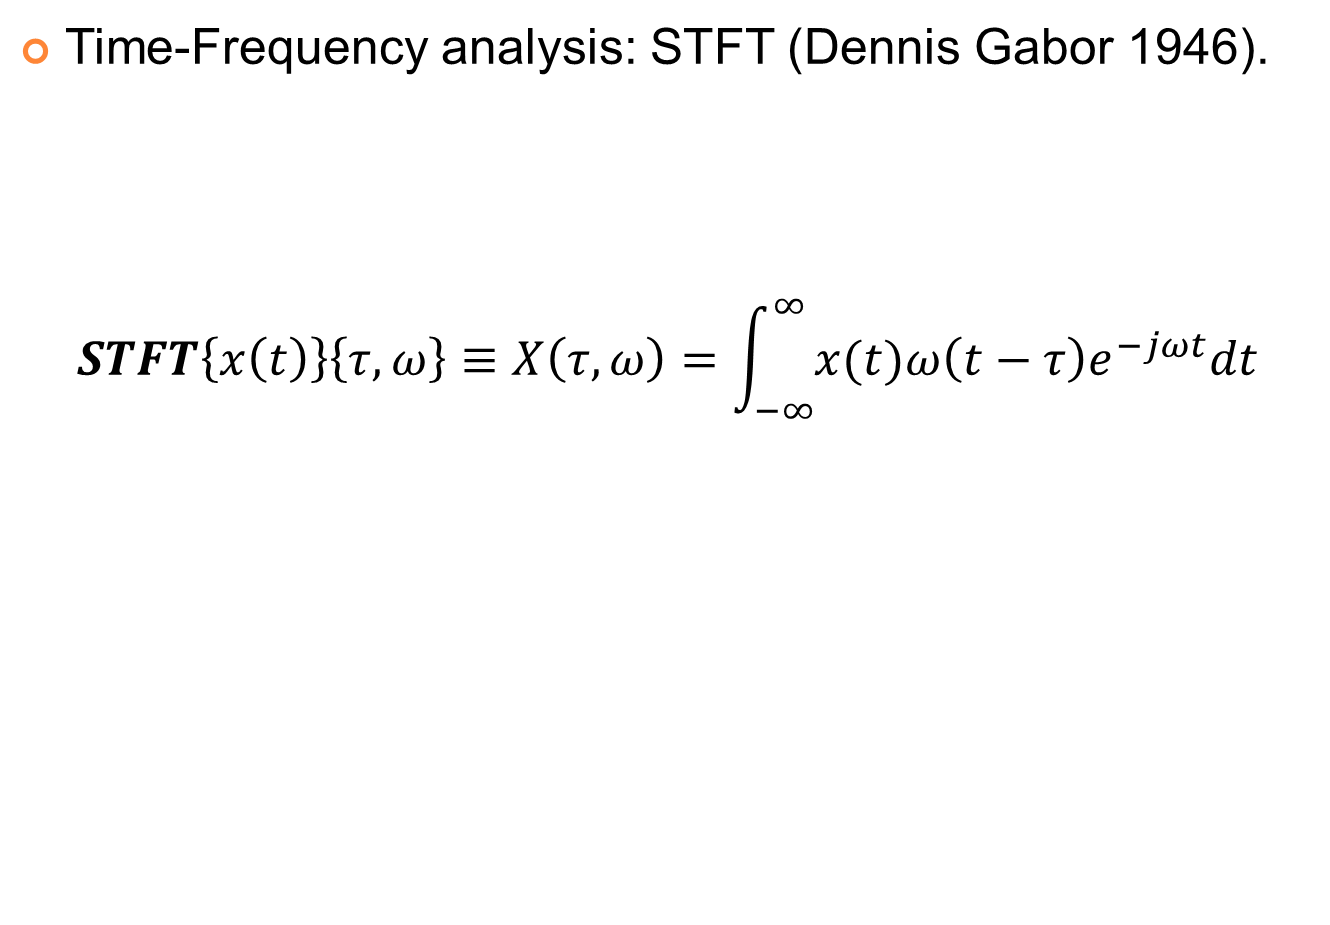 Time-Frequency analysis: STFT (Dennis Gabor 1946).
𝑺𝑻𝑭𝑻{x(t)}{τ, ω} ≡ X(τ, ω) = ∫_{−∞}^{∞} x(t)ω(t − τ)e^{−jωt} dt